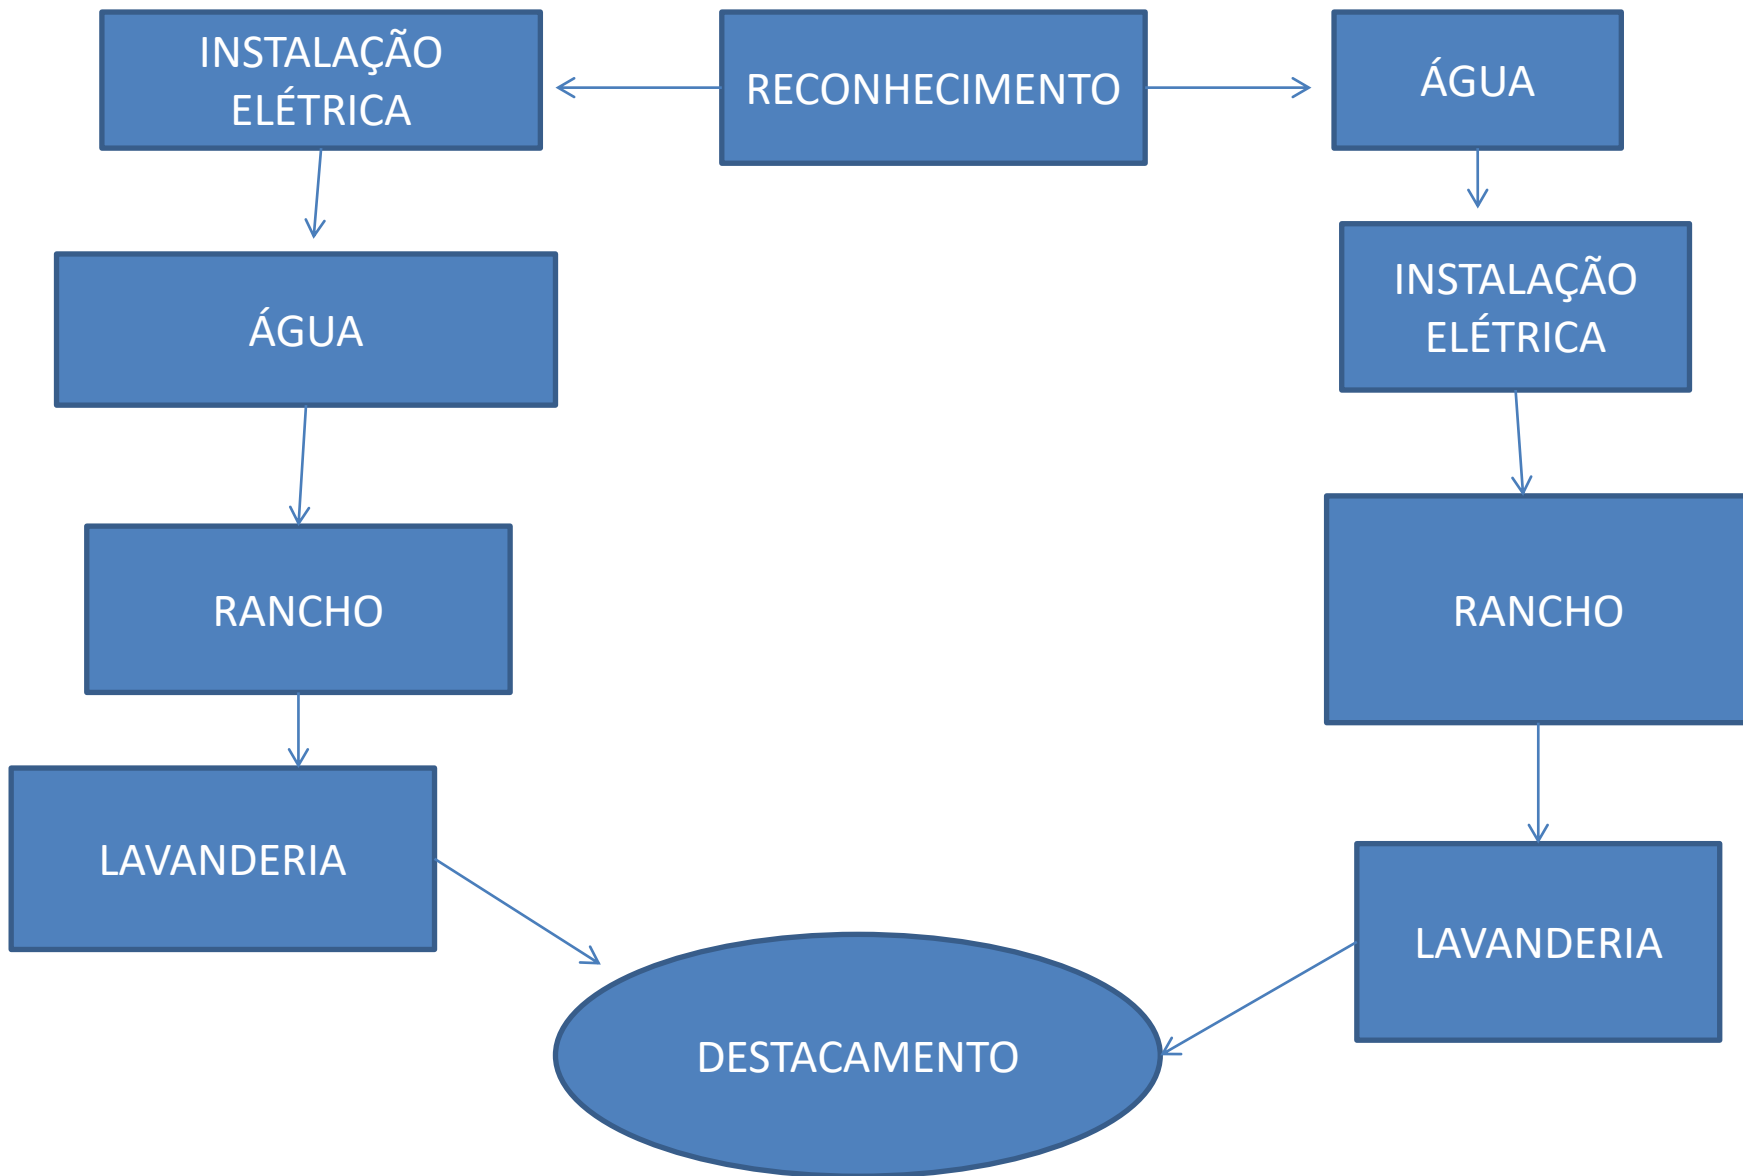 INSTALAÇÃO
ELÉTRICA
RECONHECIMENTO
ÁGUA
ÁGUA
INSTALAÇÃO
ELÉTRICA
RANCHO
RANCHO
LAVANDERIA
LAVANDERIA
DESTACAMENTO